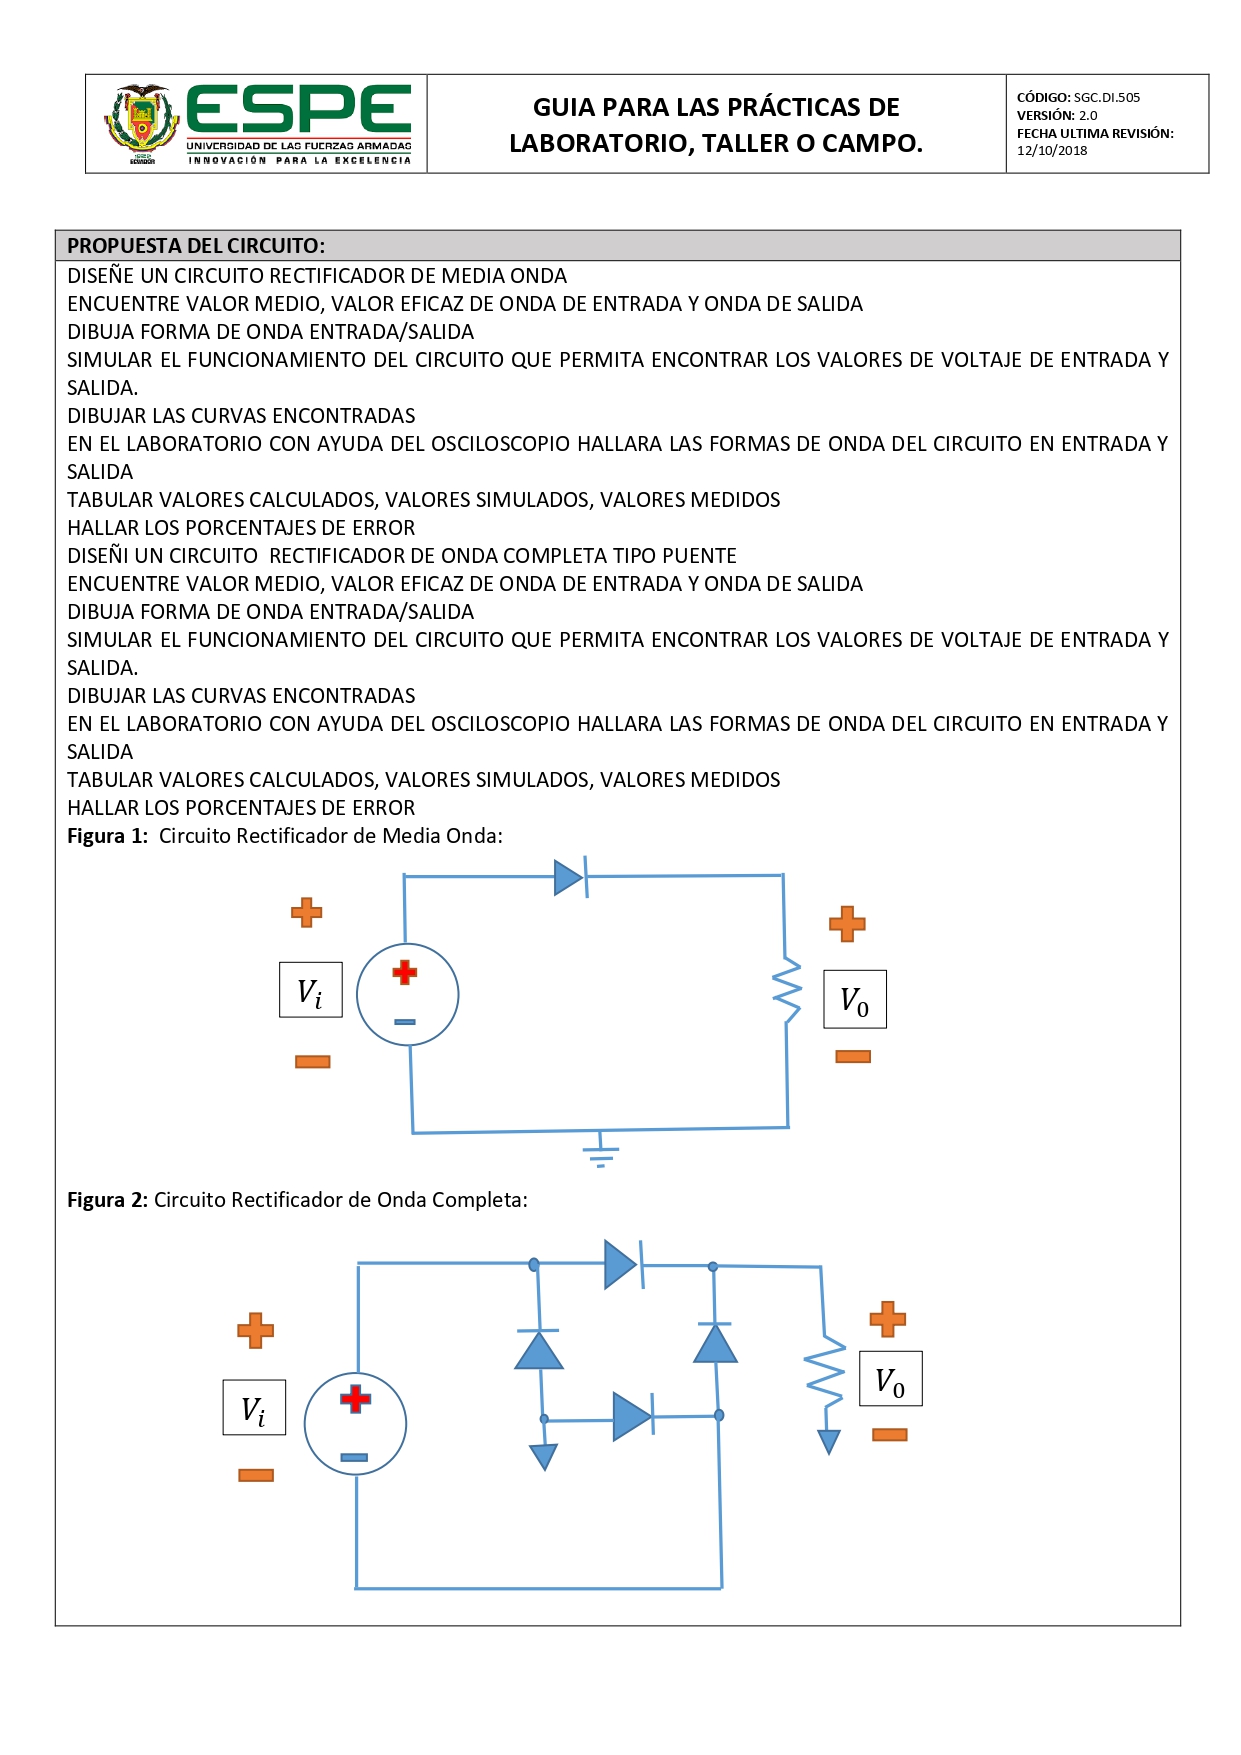 ESPE
UNIVERSIDAD DE LAS FUERZAS ARMADAS
INNOVACIÓN PARA LA EXCELENCIA
ECUADOR
GUIA PARA LAS PRÁCTICAS DE
LABORATORIO, TALLER O CAMPO.
CÓDIGO: SGC.DI.505
VERSIÓN: 2.0
FECHA ULTIMA REVISIÓN:
12/10/2018
PROPUESTA DEL CIRCUITO:
DISEÑE UN CIRCUITO RECTIFICADOR DE MEDIA ONDA
ENCUENTRE VALOR MEDIO, VALOR EFICAZ DE ONDA DE ENTRADA Y ONDA DE SALIDA
DIBUJA FORMA DE ONDA ENTRADA/SALIDA
SIMULAR EL FUNCIONAMIENTO DEL CIRCUITO QUE PERMITA ENCONTRAR LOS VALORES DE VOLTAJE DE ENTRADA Y
SALIDA.
DIBUJAR LAS CURVAS ENCONTRADAS
EN EL LABORATORIO CON AYUDA DEL OSCILOSCOPIO HALLARA LAS FORMAS DE ONDA DEL CIRCUITO EN ENTRADA Y
SALIDA
TABULAR VALORES CALCULADOS, VALORES SIMULADOS, VALORES MEDIDOS
HALLAR LOS PORCENTAJES DE ERROR
DISEÑI UN CIRCUITO  RECTIFICADOR DE ONDA COMPLETA TIPO PUENTE
ENCUENTRE VALOR MEDIO, VALOR EFICAZ DE ONDA DE ENTRADA Y ONDA DE SALIDA
DIBUJA FORMA DE ONDA ENTRADA/SALIDA
SIMULAR EL FUNCIONAMIENTO DEL CIRCUITO QUE PERMITA ENCONTRAR LOS VALORES DE VOLTAJE DE ENTRADA Y
SALIDA.
DIBUJAR LAS CURVAS ENCONTRADAS
EN EL LABORATORIO CON AYUDA DEL OSCILOSCOPIO HALLARA LAS FORMAS DE ONDA DEL CIRCUITO EN ENTRADA Y
SALIDA
TABULAR VALORES CALCULADOS, VALORES SIMULADOS, VALORES MEDIDOS
HALLAR LOS PORCENTAJES DE ERROR
Figura 1:  Circuito Rectificador de Media Onda:
Vi
V0
Figura 2: Circuito Rectificador de Onda Completa:
Vi
V0